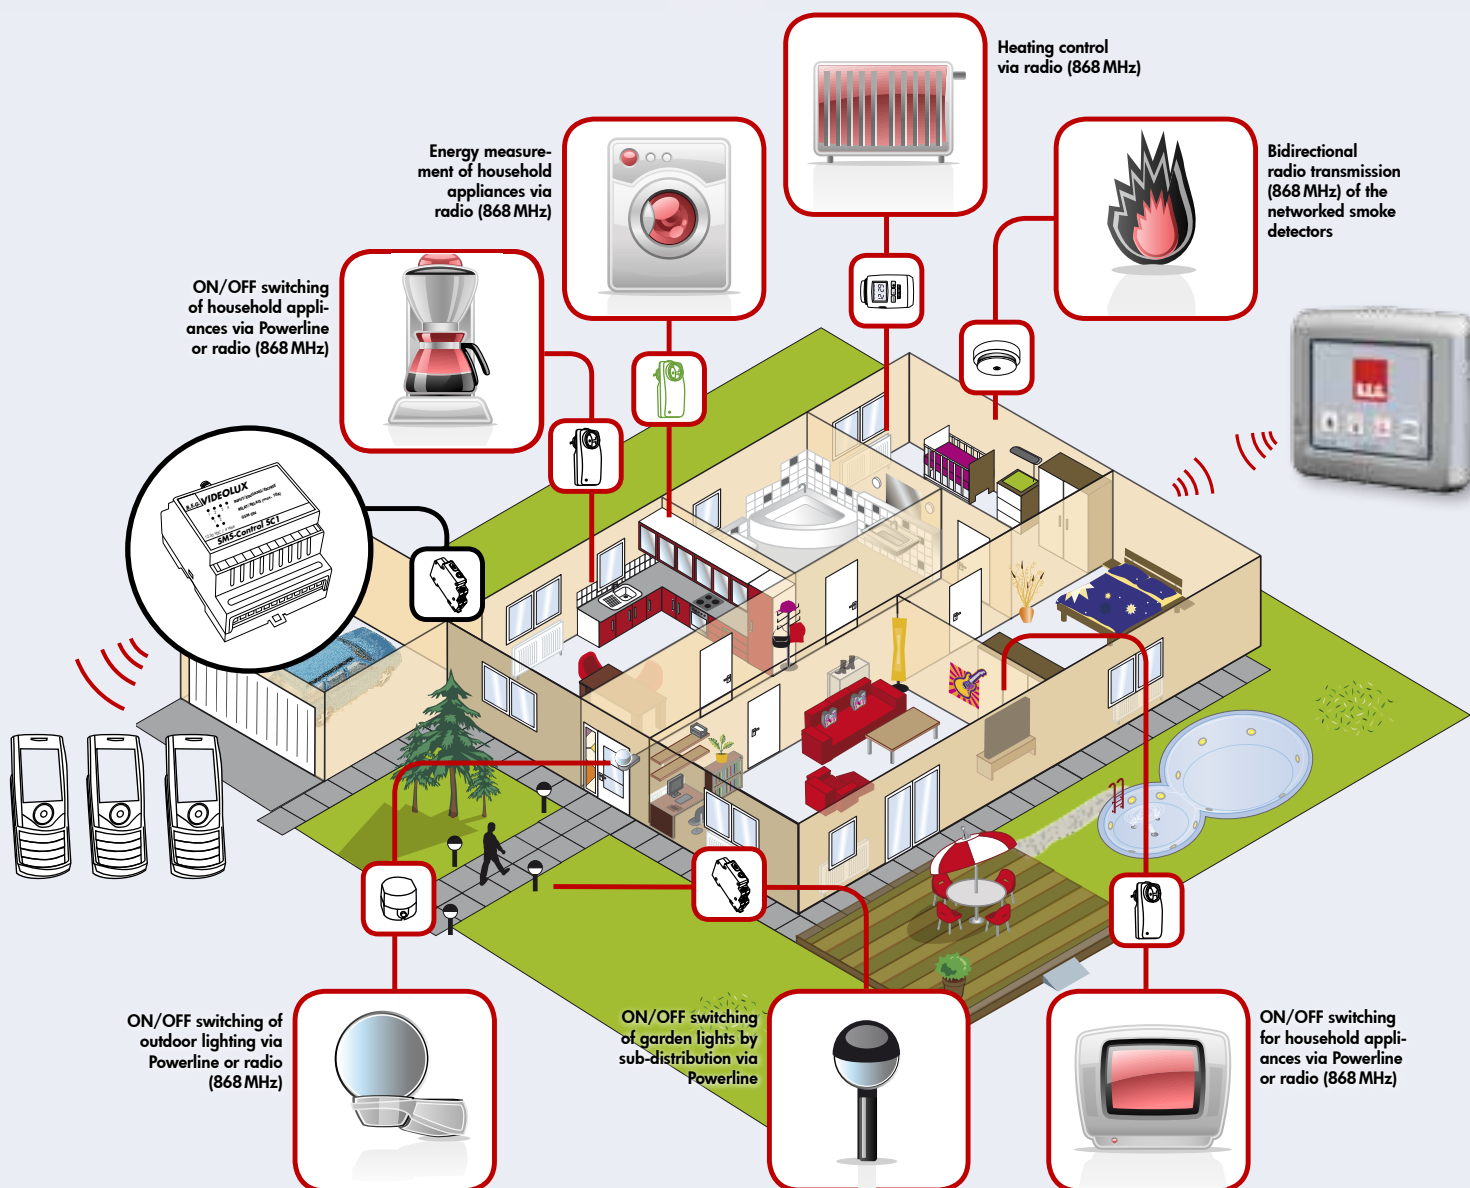 Heating control
via radio (868 MHz)
Energy measure-
ment of household
appliances via
radio (868 MHz)
Bidirectional
radio transmission
(868 MHz) of the
networked smoke
detectors
ON/OFF switching
of household appli-
ances via Powerline
or radio (868 MHz)
B.E.G.
VIDEOLUX
SMS-Control SC1
B.E.G.
ON/OFF switching of
outdoor lighting via
Powerline or radio
(868 MHz)
ON/OFF switching
of garden lights by
sub-distribution via
Powerline
ON/OFF switching
for household appli-
ances via Powerline
or radio (868 MHz)